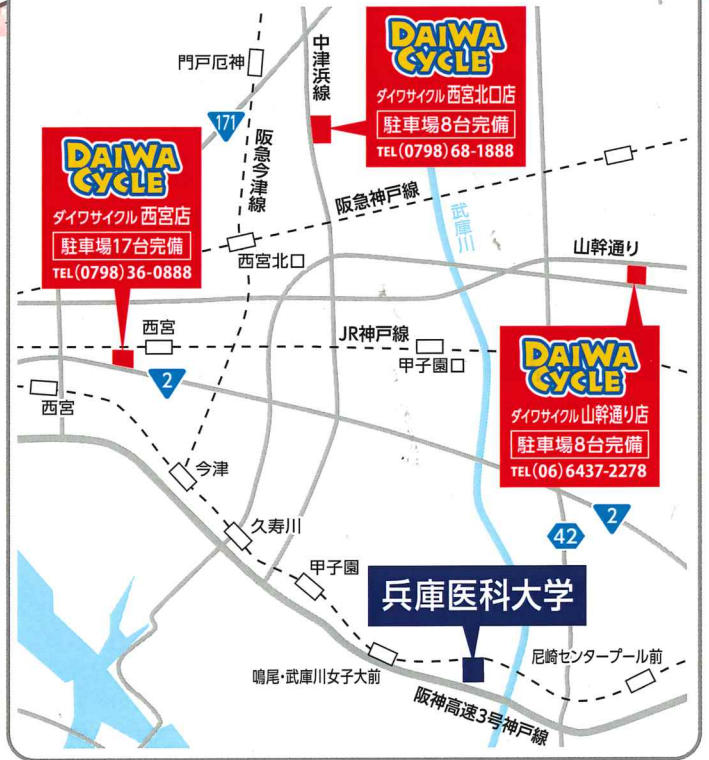 門戸厄神
171
阪急今津線
中津浜線
DAIWA
CYCLE
ダイワサイクル 西宮北口店
駐車場8台完備
TEL(0798)68-1888
DAIWA
CYCLE
ダイワサイクル 西宮店
駐車場17台完備
TEL(0798)36-0888
阪急神戸線
武庫川
西宮北口
山幹通り
西宮
JR神戸線
甲子園口
2
西宮
DAIWA
CYCLE
ダイワサイクル 山幹通り店
駐車場8台完備
TEL(06)6437-2278
今津
久寿川
42
2
甲子園
兵庫医科大学
鳴尾・武庫川女子大前
尼崎センタープール前
阪神高速3号神戸線